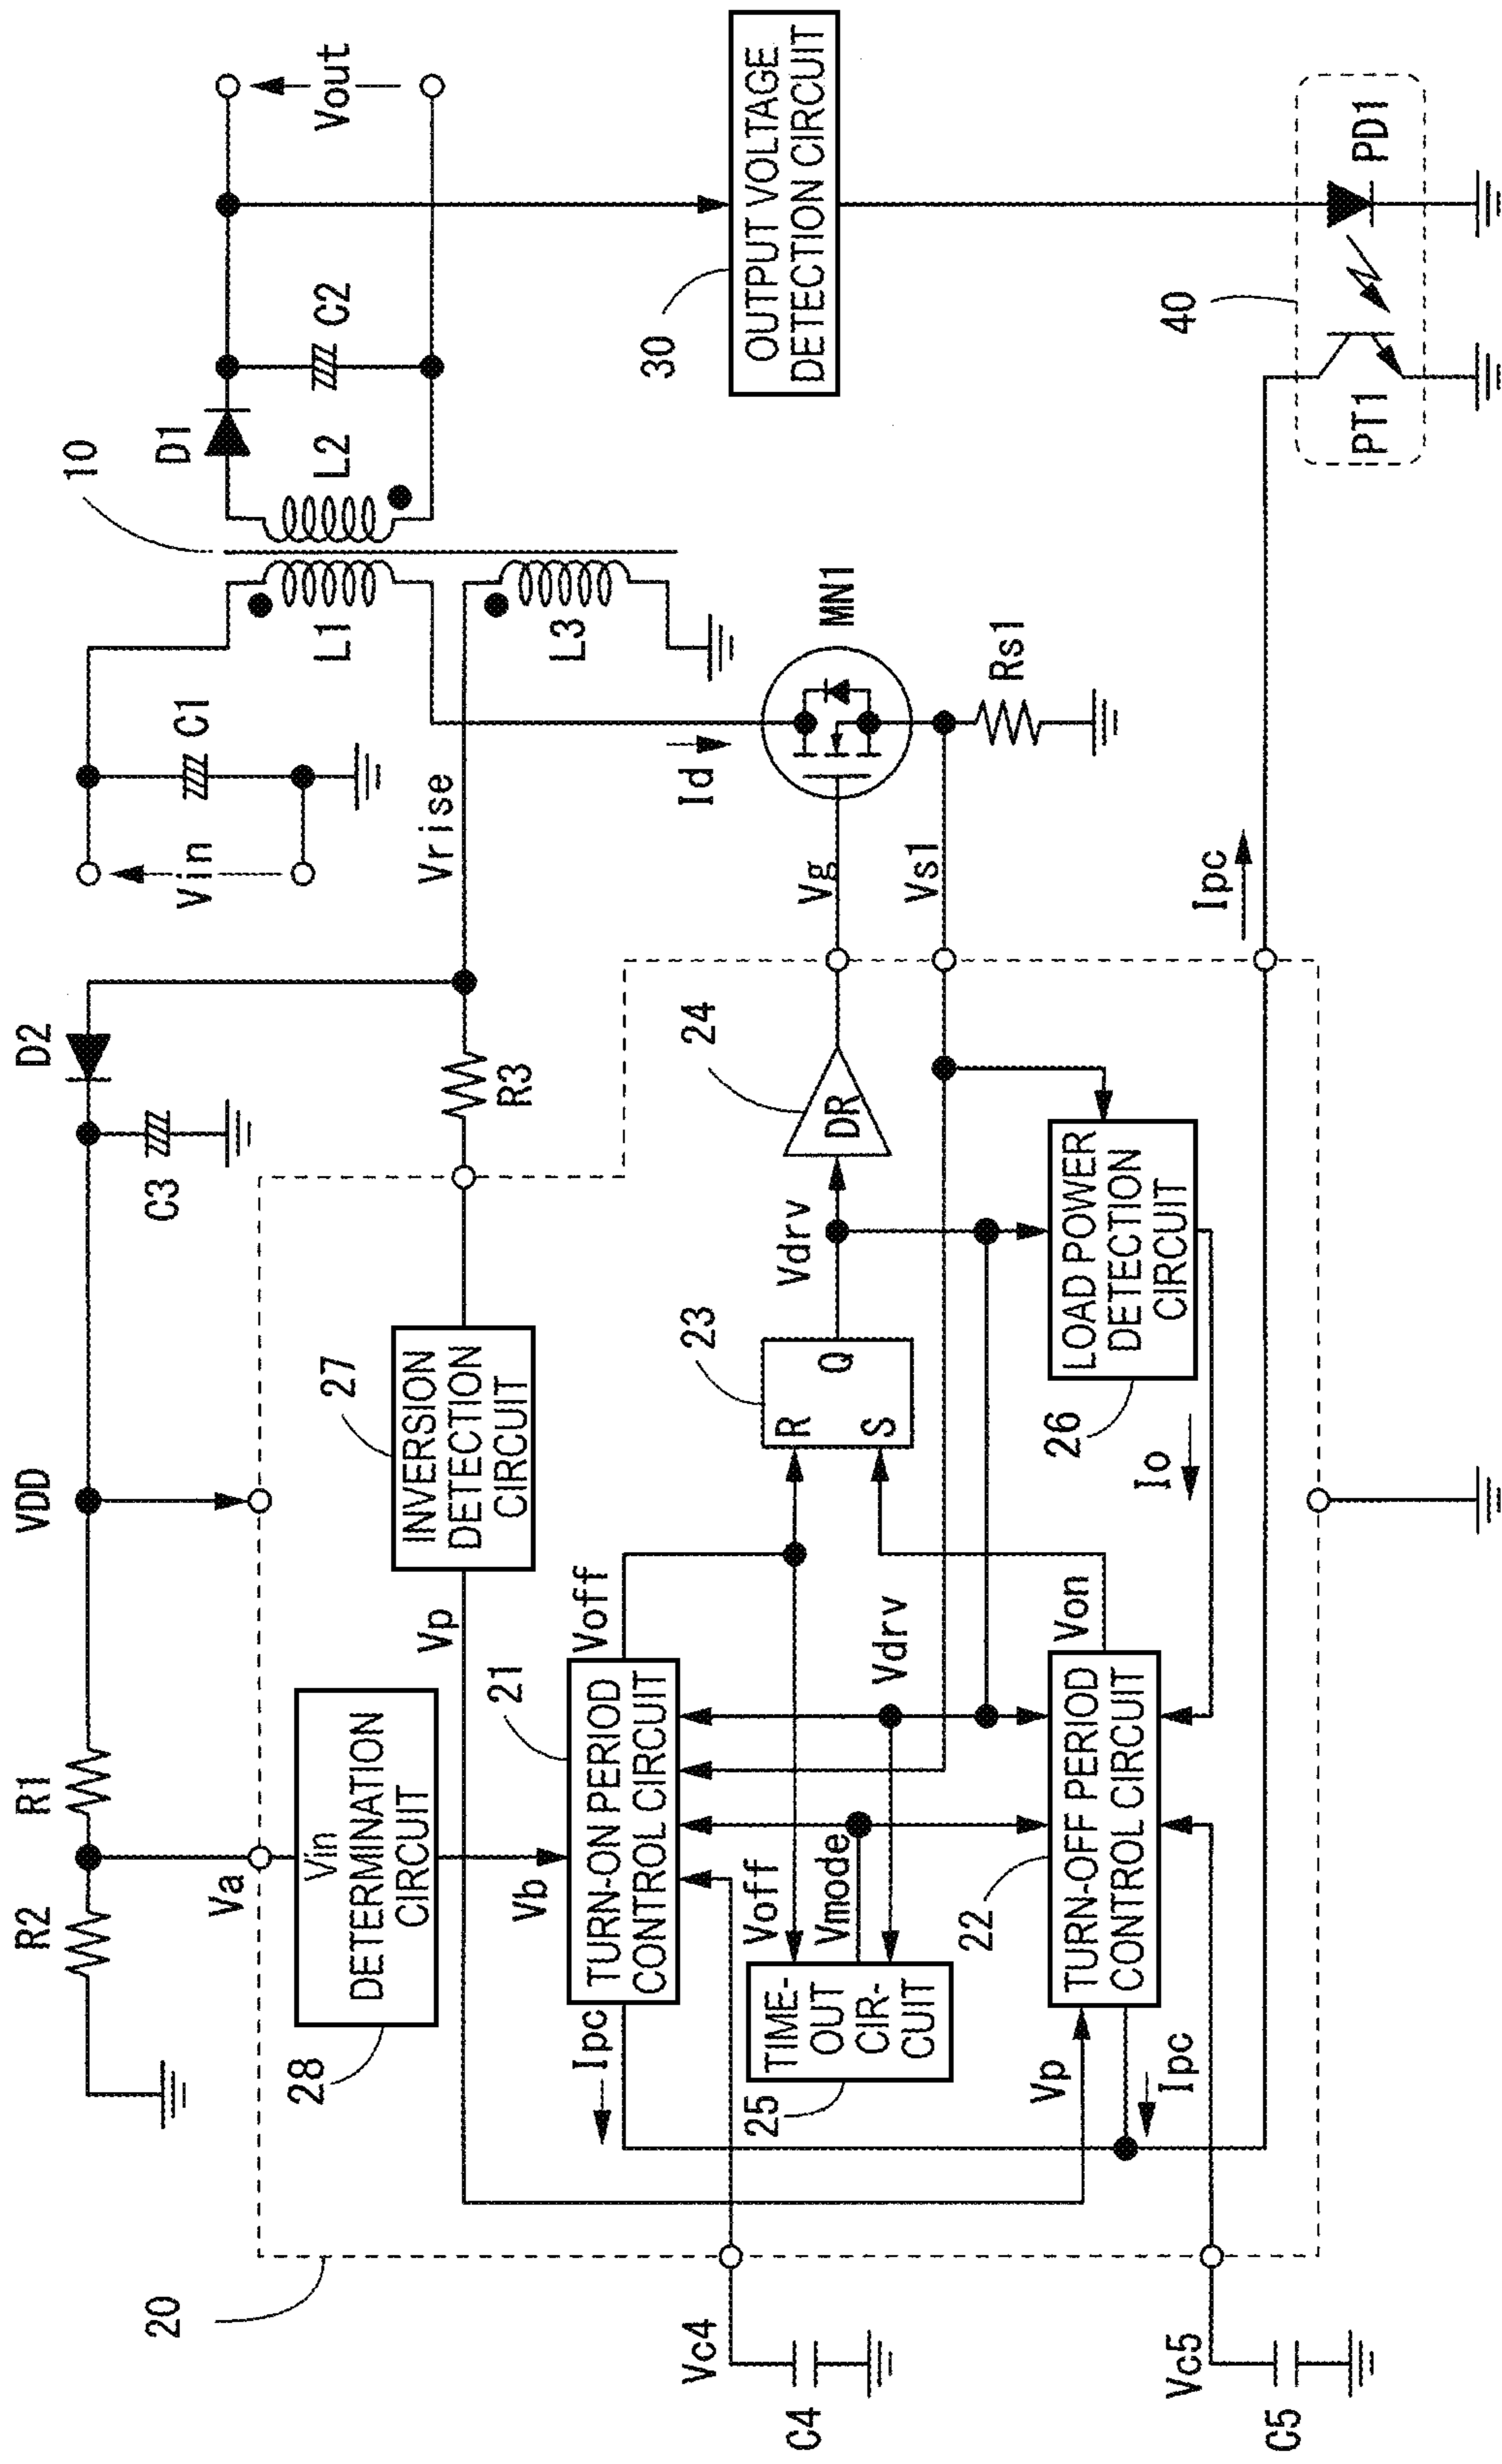 R2
R1
VDD
C3
D2
Va
Vin
C1
10
D1
L1
L2
C2
Vout
20
28
Vin
DETERMINATION
CIRCUIT
Vp
27
INVERSION
DETECTION
CIRCUIT
R3
Vrise
L3
Vb
Ipc
21
TURN-ON PERIOD
CONTROL CIRCUIT
Voff
Id
MN1
30
OUTPUT VOLTAGE
DETECTION CIRCUIT
Vc4
C4
25
TIME-
OUT
CIR-
CUIT
Voff
Vmode
Vdrv
23
R
S
Q
Vdrv
24
DR
Vg
Vs1
Rs1
Vp
22
TURN-OFF PERIOD
CONTROL CIRCUIT
Von
26
LOAD POWER
DETECTION
CIRCUIT
Io
Ipc
Ipc
40
PT1
PD1
Vc5
C5